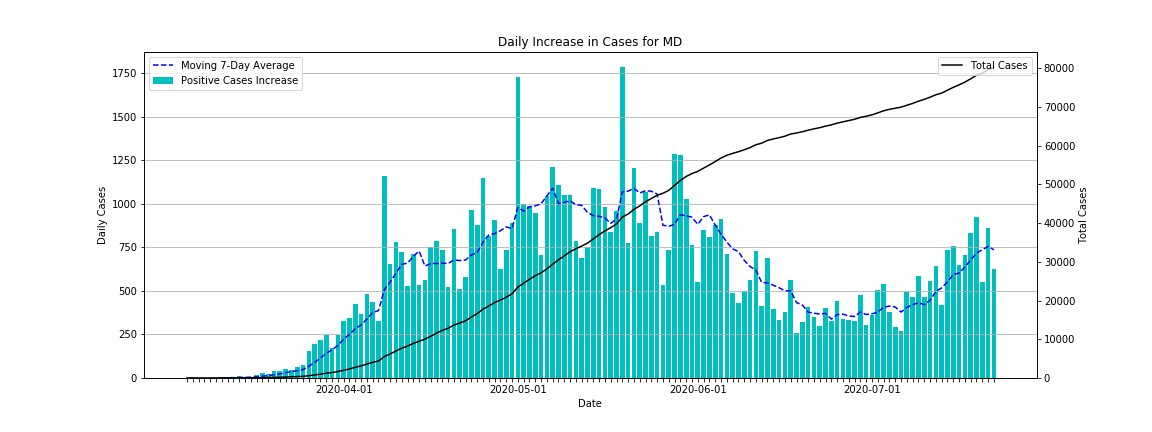 Daily Increase in Cases for MD
Moving 7-Day Average
Positive Cases Increase
Total Cases
1750
1500
1250
1000
750
500
250
0
Daily Cases
80000
70000
60000
50000
40000
30000
20000
10000
0
Total Cases
2020-04-01 2020-05-01 2020-06-01 2020-07-01
Date